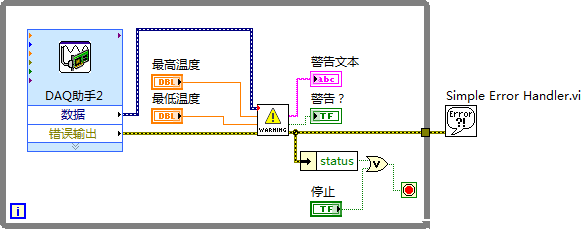 最高温度
警告文本
DBL
abc
Simple Error Handler.vi
DAQ助手2
最低温度
警告？
数据
DBL
WARNING
TF
Error
?!
错误输出
status
V
停止
TF
i